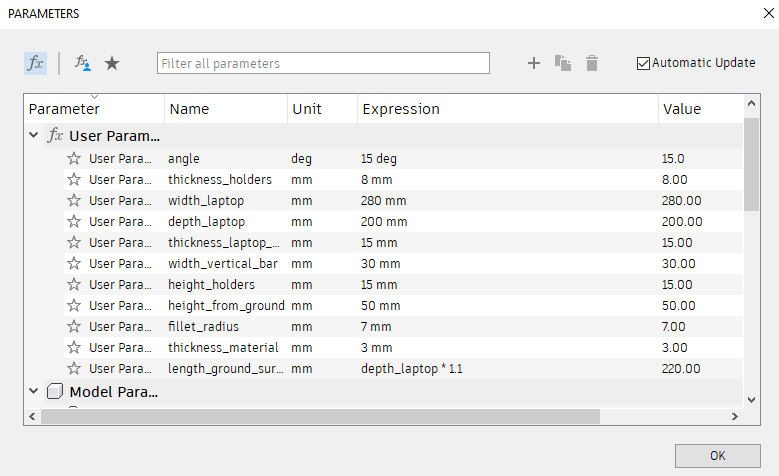 PARAMETERS
fx
Filter all parameters
Automatic Update
Parameter Name Unit Expression Value
fx User Param...
User Para... angle deg 15 deg 15.0
User Para... thickness_holders mm 8 mm 8.00
User Para... width_laptop mm 280 mm 280.00
User Para... depth_laptop mm 200 mm 200.00
User Para... thickness_laptop_... mm 15 mm 15.00
User Para... width_vertical_bar mm 30 mm 30.00
User Para... height_holders mm 15 mm 15.00
User Para... height_from_ground mm 50 mm 50.00
User Para... fillet_radius mm 7 mm 7.00
User Para... thickness_material mm 3 mm 3.00
User Para... length_ground_sur... mm depth_laptop * 1.1 220.00
Model Para...
OK